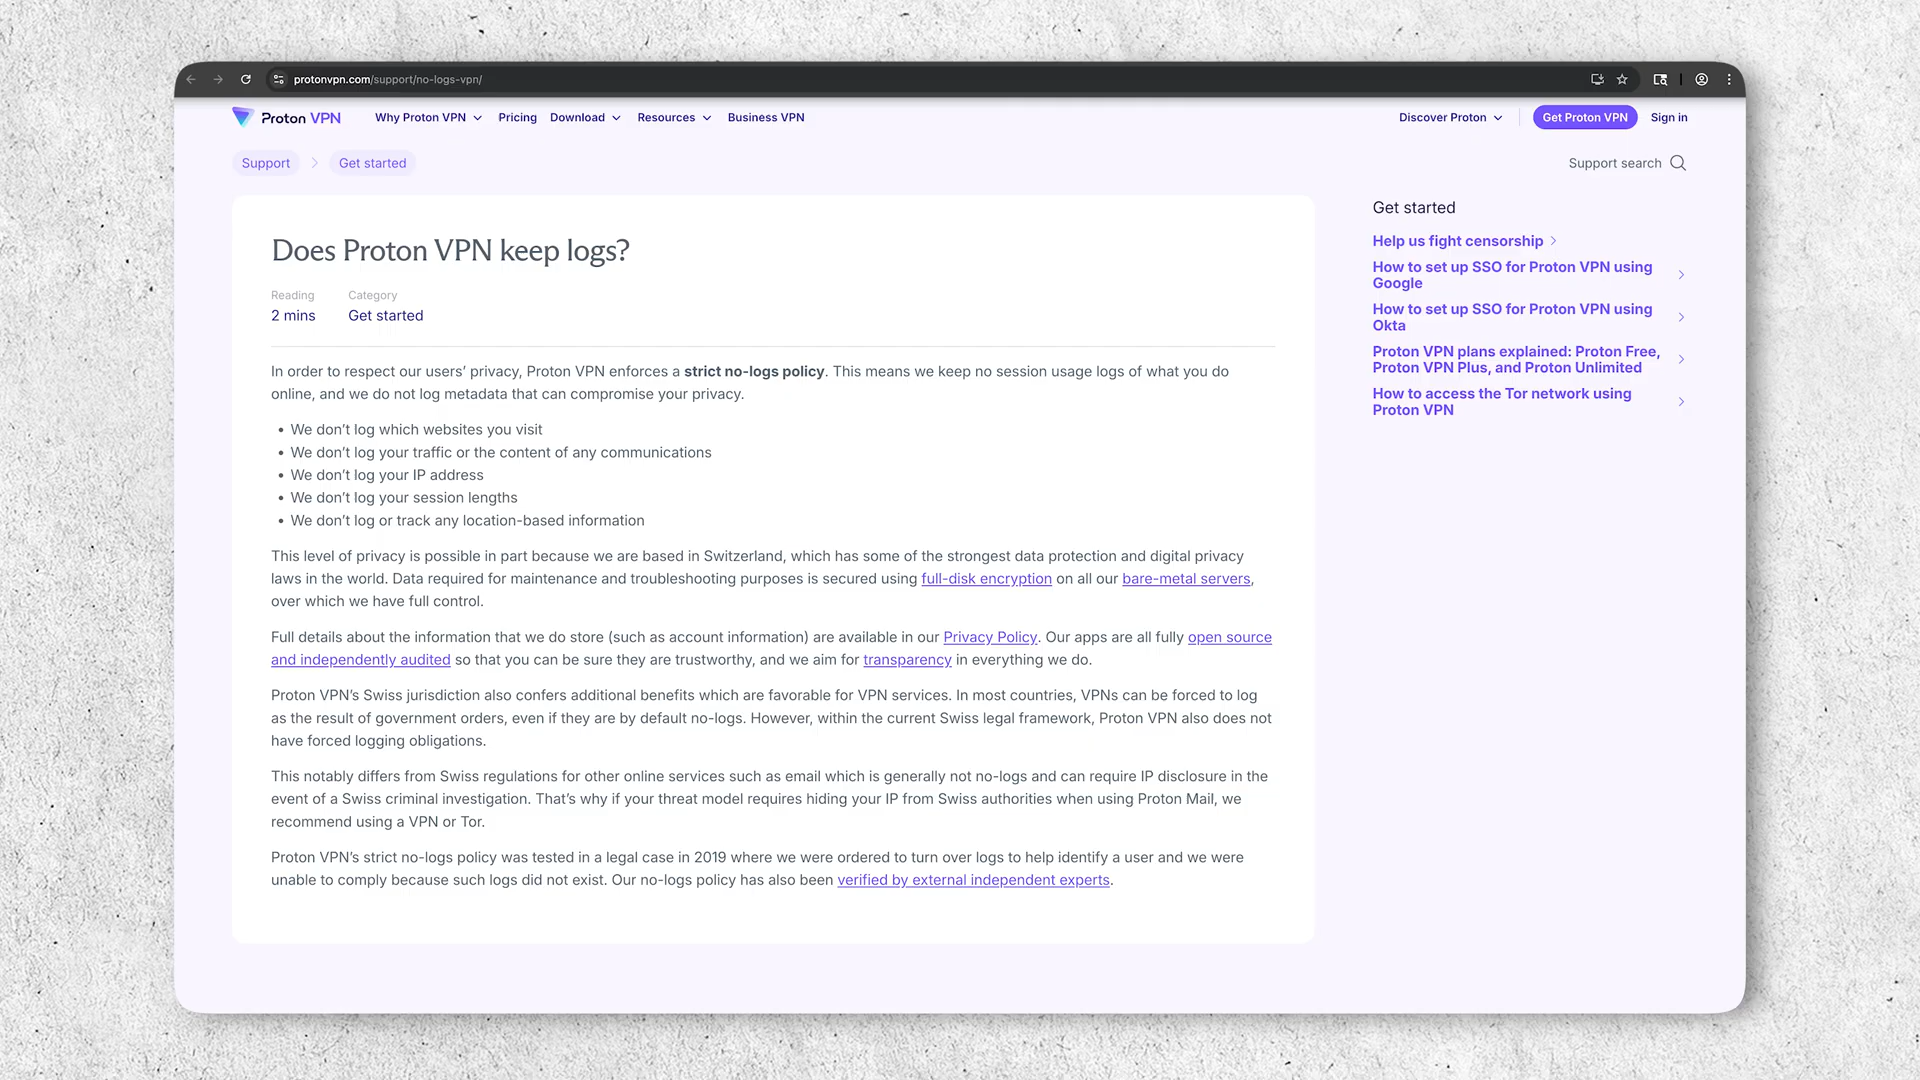 protonvpn.com/support/no-logs-vpn/
Proton VPN
Why Proton VPN
Pricing
Download
Resources
Business VPN
Discover Proton
Get Proton VPN
Sign in
Support
Get started
Support search
Does Proton VPN keep logs?
Reading
Category
2 mins
Get started
In order to respect our users’ privacy, Proton VPN enforces a strict no-logs policy. This means we keep no session usage logs of what you do
online, and we do not log metadata that can compromise your privacy.
• We don’t log which websites you visit
• We don’t log your traffic or the content of any communications
• We don’t log your IP address
• We don’t log your session lengths
• We don’t log or track any location-based information
This level of privacy is possible in part because we are based in Switzerland, which has some of the strongest data protection and digital privacy
laws in the world. Data required for maintenance and troubleshooting purposes is secured using full-disk encryption on all our bare-metal servers,
over which we have full control.
Full details about the information that we do store (such as account information) are available in our Privacy Policy. Our apps are all fully open source
and independently audited so that you can be sure they are trustworthy, and we aim for transparency in everything we do.
Proton VPN’s Swiss jurisdiction also confers additional benefits which are favorable for VPN services. In most countries, VPNs can be forced to log
as the result of government orders, even if they are by default no-logs. However, within the current Swiss legal framework, Proton VPN also does not
have forced logging obligations.
This notably differs from Swiss regulations for other online services such as email which is generally not no-logs and can require IP disclosure in the
event of a Swiss criminal investigation. That’s why if your threat model requires hiding your IP from Swiss authorities when using Proton Mail, we
recommend using a VPN or Tor.
Proton VPN’s strict no-logs policy was tested in a legal case in 2019 where we were ordered to turn over logs to help identify a user and we were
unable to comply because such logs did not exist. Our no-logs policy has also been verified by external independent experts.
Get started
Help us fight censorship
How to set up SSO for Proton VPN using
Google
How to set up SSO for Proton VPN using
Okta
Proton VPN plans explained: Proton Free,
Proton VPN Plus, and Proton Unlimited
How to access the Tor network using
Proton VPN